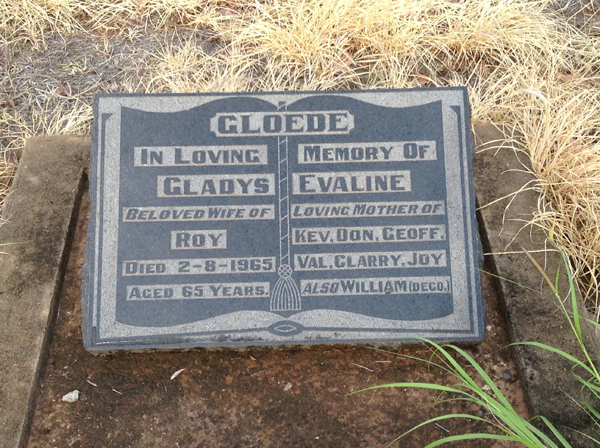 GLOEDE
IN LOVING MEMORY OF
GLADYS EVALINE
BELOVED WIFE OF
ROY
DIED 2-8-1965
AGED 65 YEARS.
LOVING MOTHER OF
KEV, DON, GEOFF,
VAL, CLARRY, JOY
ALSO WILLIAM (DECD.)